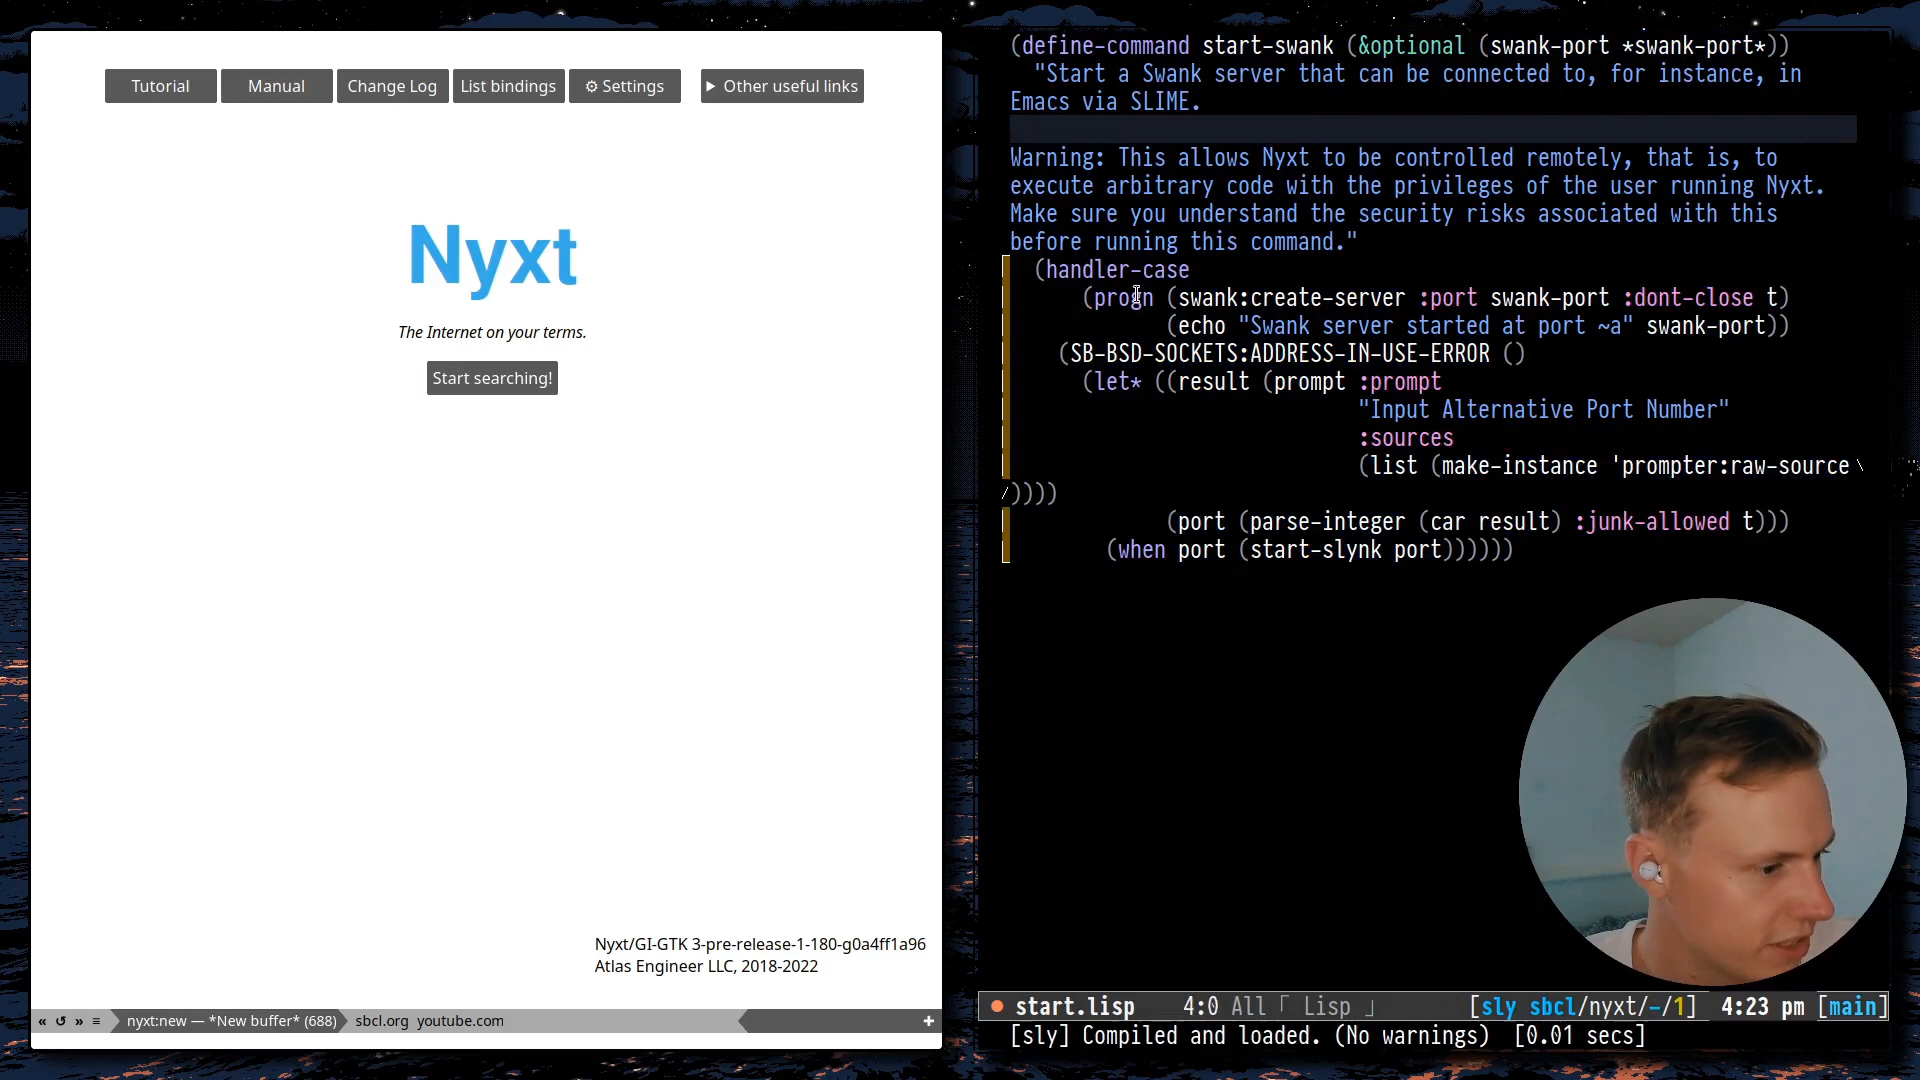 Tutorial
Manual
Change Log
List bindings
⚙ Settings
▶ Other useful links
Nyxt
The Internet on your terms.
Start searching!
Nyxt/GI-GTK 3-pre-release-1-180-g0a4ff1a96
Atlas Engineer LLC, 2018-2022
« ↺ » ≡ nyxt:new — *New buffer* (688) sbcl.org youtube.com +
(define-command start-swank (&optional (swank-port *swank-port*))
"Start a Swank server that can be connected to, for instance, in
Emacs via SLIME.
Warning: This allows Nyxt to be controlled remotely, that is, to
execute arbitrary code with the privileges of the user running Nyxt.
Make sure you understand the security risks associated with this
before running this command."
(handler-case
(progn (swank:create-server :port swank-port :dont-close t)
(echo "Swank server started at port ~a" swank-port))
(SB-BSD-SOCKETS:ADDRESS-IN-USE-ERROR ()
(let* ((result (prompt :prompt
"Input Alternative Port Number"
:sources
(list (make-instance 'prompter:raw-source \
/))))
(port (parse-integer (car result) :junk-allowed t)))
(when port (start-slynk port))))))
● start.lisp 4:0 All「 Lisp 」 [sly sbcl/nyxt/-/1] 4:23 pm [main]
[sly] Compiled and loaded. (No warnings) [0.01 secs]